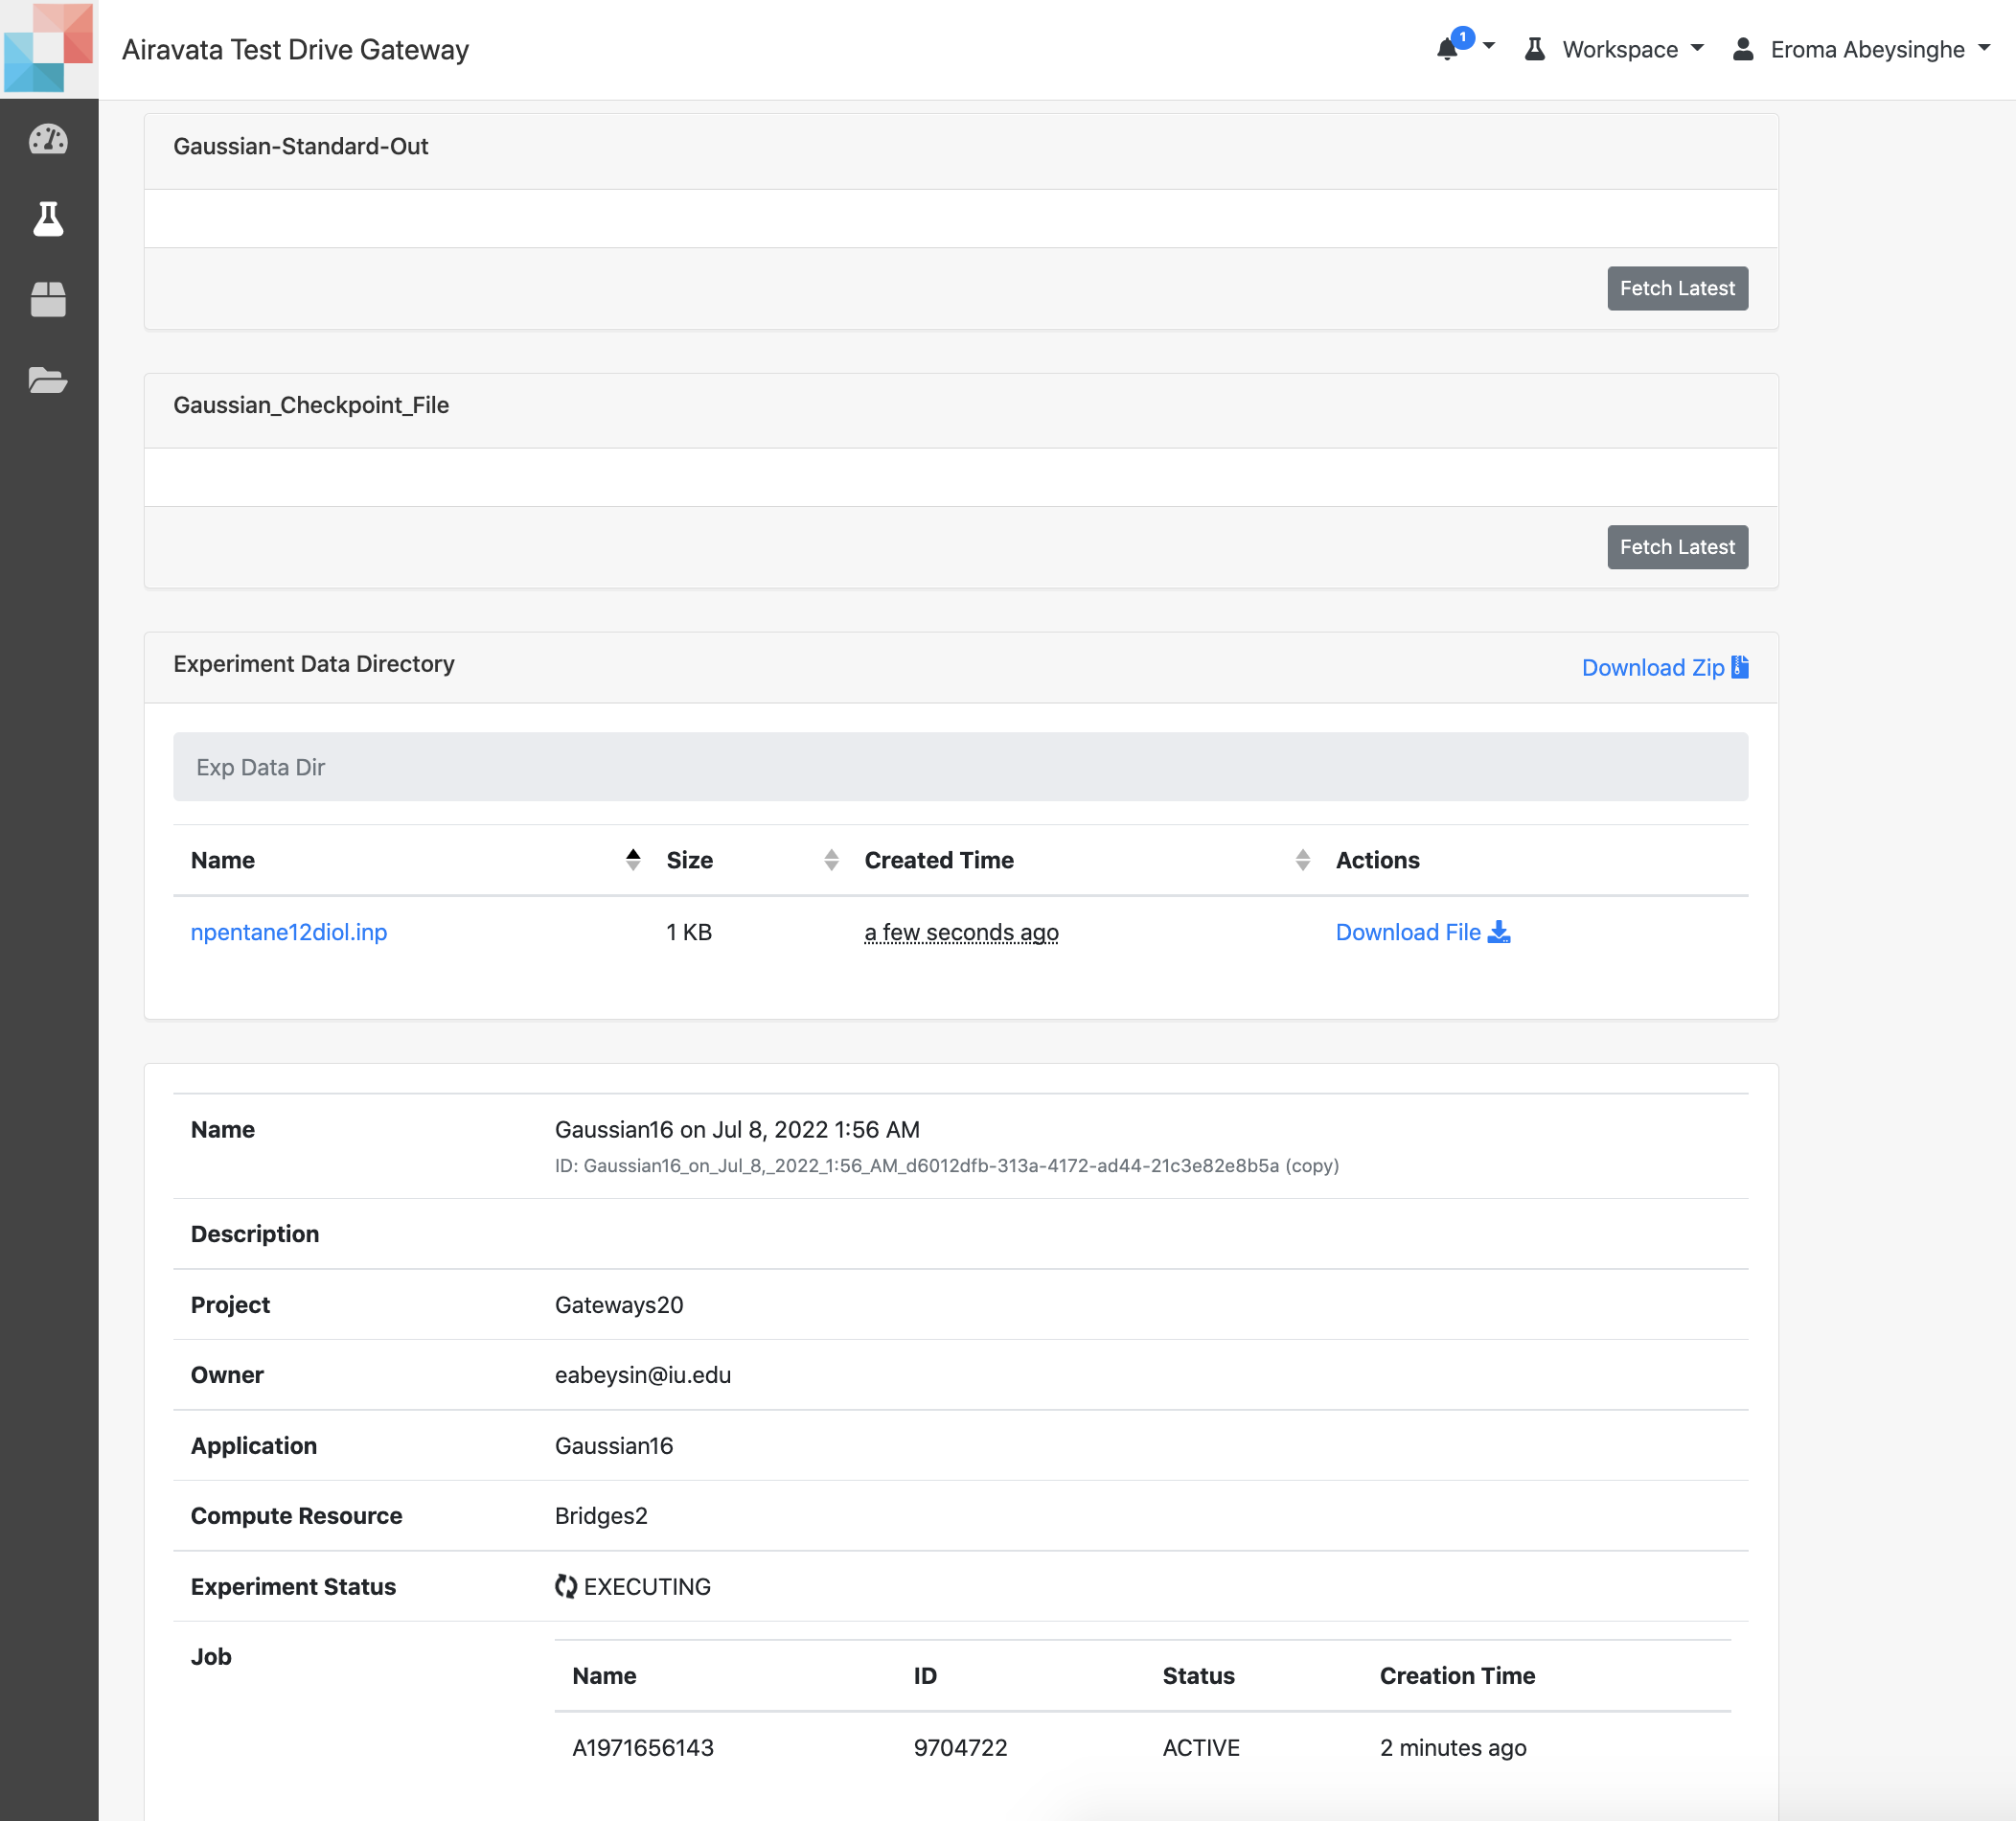 Airavata Test Drive Gateway
1
Workspace
Eroma Abeysinghe
Gaussian-Standard-Out
Fetch Latest
Gaussian_Checkpoint_File
Fetch Latest
Experiment Data Directory
Download Zip
Exp Data Dir
Name Size Created Time Actions
npentane12diol.inp 1 KB a few seconds ago Download File
Name Gaussian16 on Jul 8, 2022 1:56 AM
ID: Gaussian16_on_Jul_8,_2022_1:56_AM_d6012dfb-313a-4172-ad44-21c3e82e8b5a (copy)
Description
Project Gateways20
Owner eabeysin@iu.edu
Application Gaussian16
Compute Resource Bridges2
Experiment Status EXECUTING
Job
Name ID Status Creation Time
A1971656143 9704722 ACTIVE 2 minutes ago